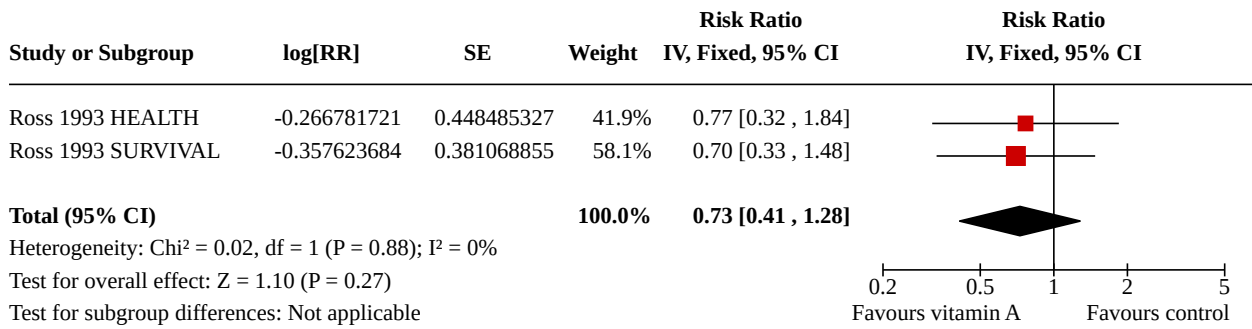 Risk Ratio Risk Ratio
Study or Subgroup log[RR] SE Weight IV, Fixed, 95% CI IV, Fixed, 95% CI
Ross 1993 HEALTH -0.266781721 0.448485327 41.9% 0.77 [0.32 , 1.84]
Ross 1993 SURVIVAL -0.357623684 0.381068855 58.1% 0.70 [0.33 , 1.48]
Total (95% CI) 100.0% 0.73 [0.41 , 1.28]
Heterogeneity: Chi² = 0.02, df = 1 (P = 0.88); I² = 0%
Test for overall effect: Z = 1.10 (P = 0.27)
0.2 0.5 1 2 5
Test for subgroup differences: Not applicable
Favours vitamin A Favours control